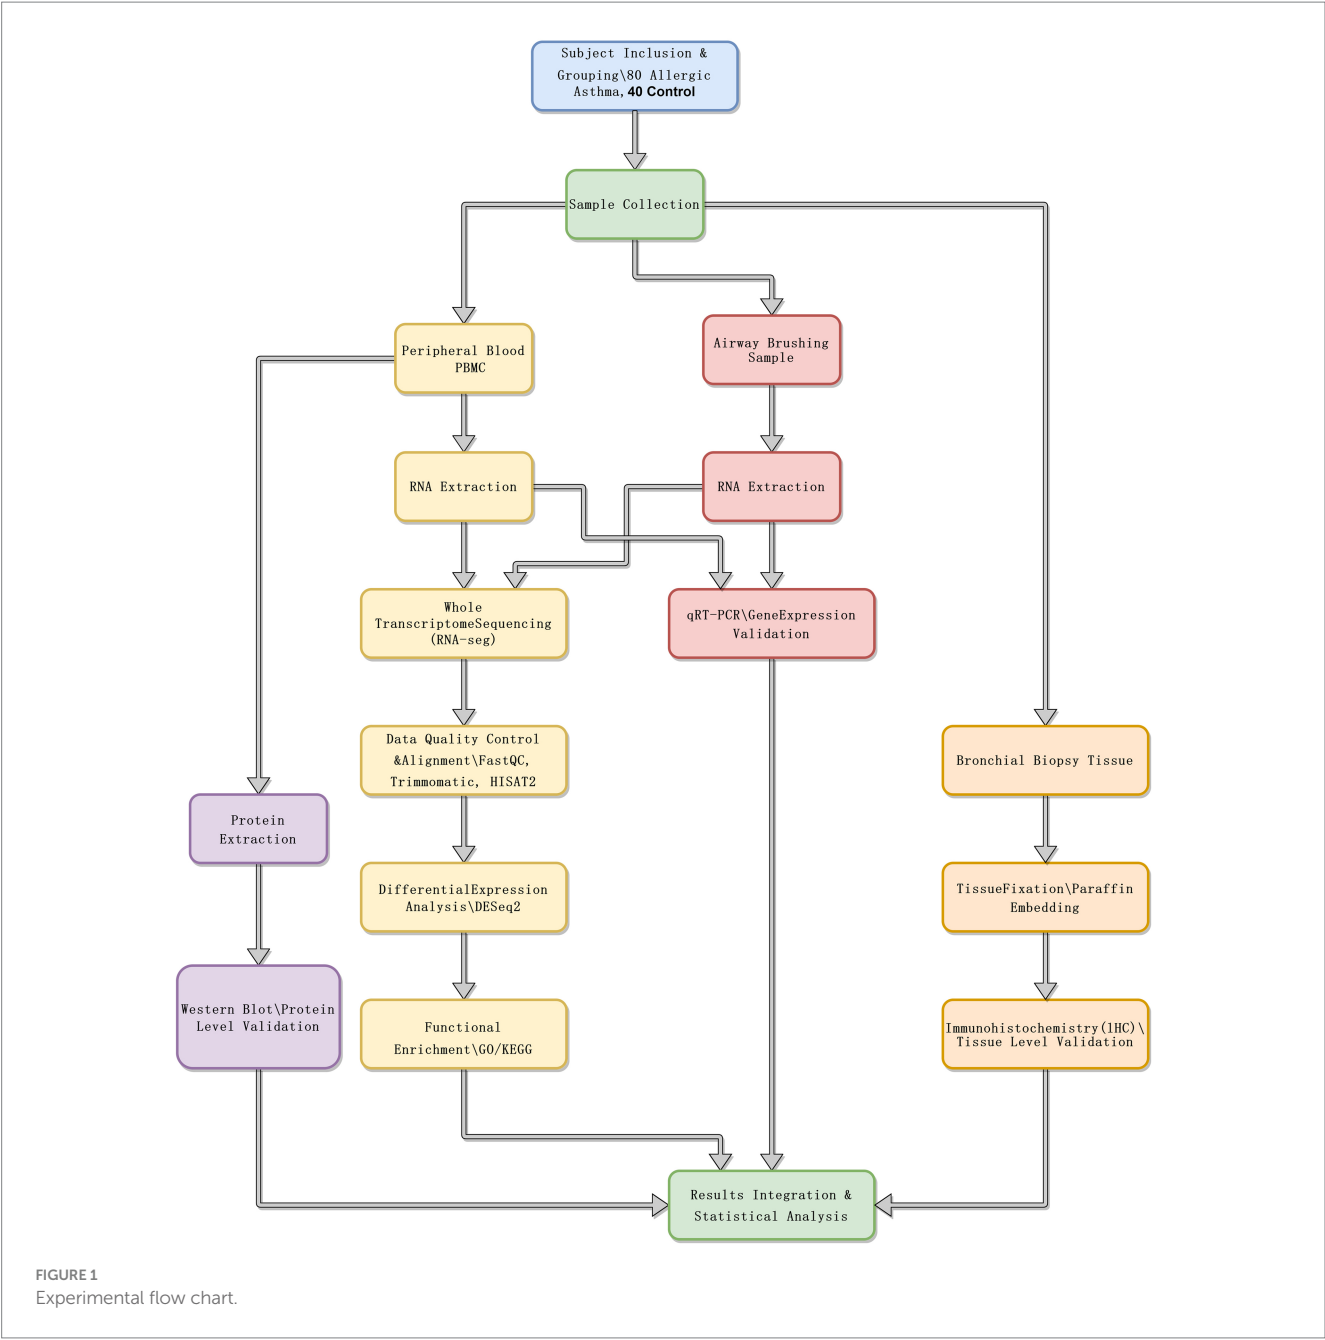 Subject Inclusion &
Grouping\80 Allergic
Asthma, 40 Control
Sample Collection
Peripheral Blood
PBMC
Airway Brushing
Sample
RNA Extraction
RNA Extraction
Whole
TranscriptomeSequencing
(RNA-seg)
qRT-PCR\GeneExpression
Validation
Data Quality Control
&Alignment\FastQC,
Trimmomatic, HISAT2
Bronchial Biopsy Tissue
Protein
Extraction
DifferentialExpression
Analysis\DESeq2
TissueFixation\Paraffin
Embedding
Western Blot\Protein
Level Validation
Functional
Enrichment\GO/KEGG
Immunohistochemistry(lHC)\
Tissue Level Validation
Results Integration &
Statistical Analysis
FIGURE 1
Experimental flow chart.